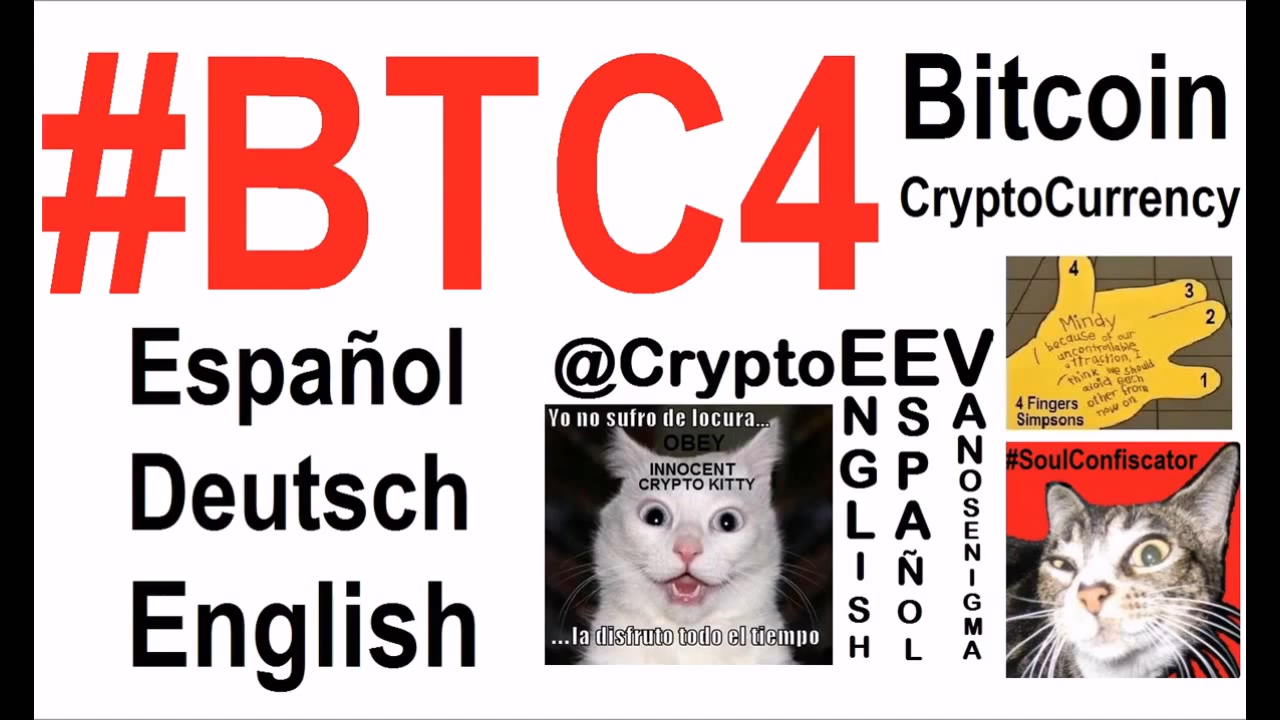 #BTC4
Bitcoin
CryptoCurrency
Español
Deutsch
English
@CryptoEEV
ENGLISH
ESPAÑOL
VANOSENIGMA
Yo no sufro de locura...
OBEY
INNOCENT
CRYPTO KITTY
...la disfruto todo el tiempo
4
3
2
1
Mindy
because of our
uncontrollable
attraction, I
think we should
avoid each
other from
now on
4 Fingers
Simpsons
#SoulConfiscator